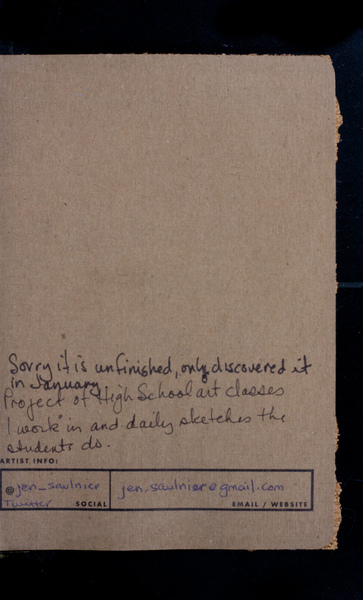 Sorry it is unfinished, only discovered it
in January
Project of High School art classes
I work in and daily sketches the
students do.
ARTIST INFO:
@jen_saulnier
Twitter SOCIAL
jen.saulnier@gmail.com
EMAIL / WEBSITE